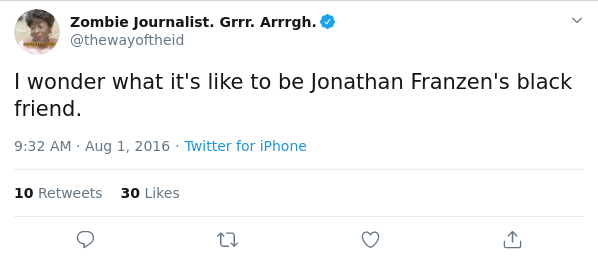 Zombie Journalist. Grrr. Arrrgh.
@thewayoftheid
I wonder what it's like to be Jonathan Franzen's black
friend.
9:32 AM · Aug 1, 2016 · Twitter for iPhone
10 Retweets 30 Likes